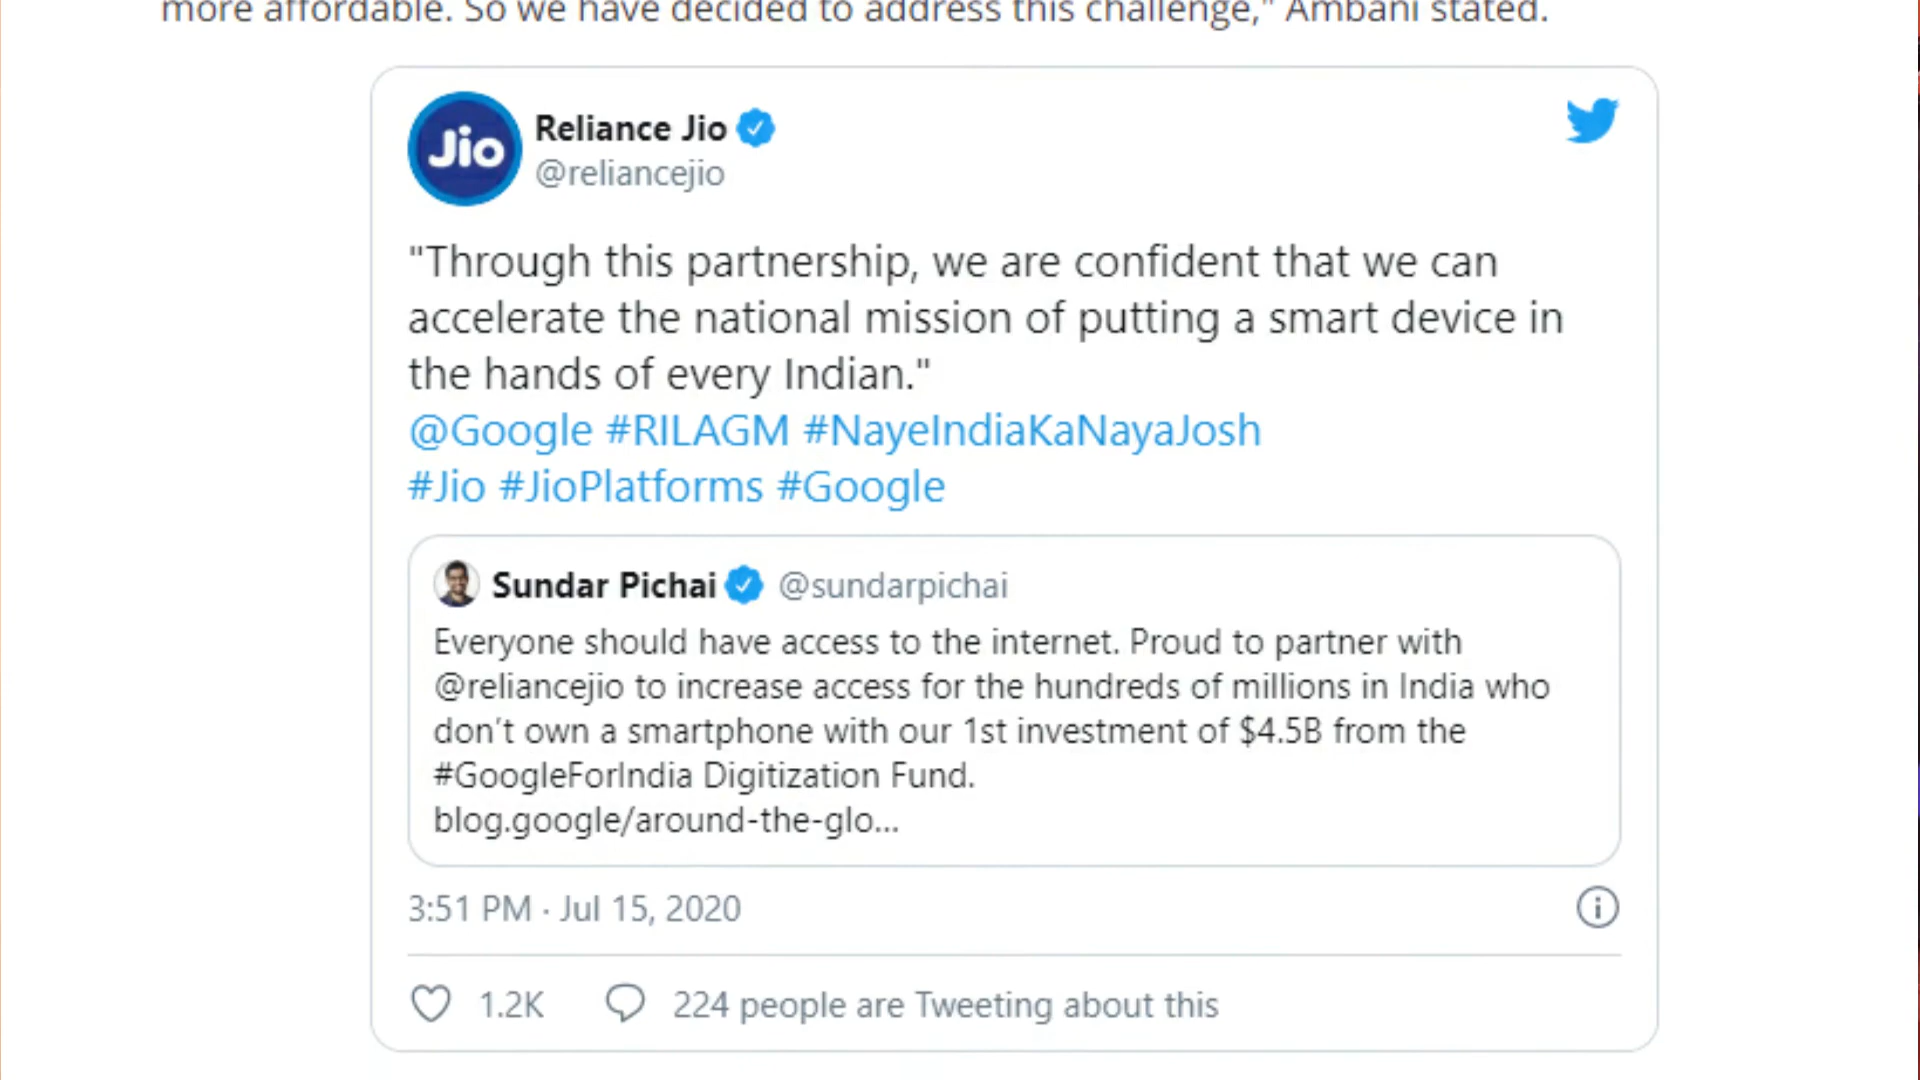 more affordable. So we have decided to address this challenge," Ambani stated.
Jio
Reliance Jio
@reliancejio
"Through this partnership, we are confident that we can
accelerate the national mission of putting a smart device in
the hands of every Indian."
@Google #RILAGM #NayeIndiaKaNayaJosh
#Jio #JioPlatforms #Google
Sundar Pichai @sundarpichai
Everyone should have access to the internet. Proud to partner with
@reliancejio to increase access for the hundreds of millions in India who
don’t own a smartphone with our 1st investment of $4.5B from the
#GoogleForIndia Digitization Fund.
blog.google/around-the-glo...
3:51 PM · Jul 15, 2020
1.2K 224 people are Tweeting about this